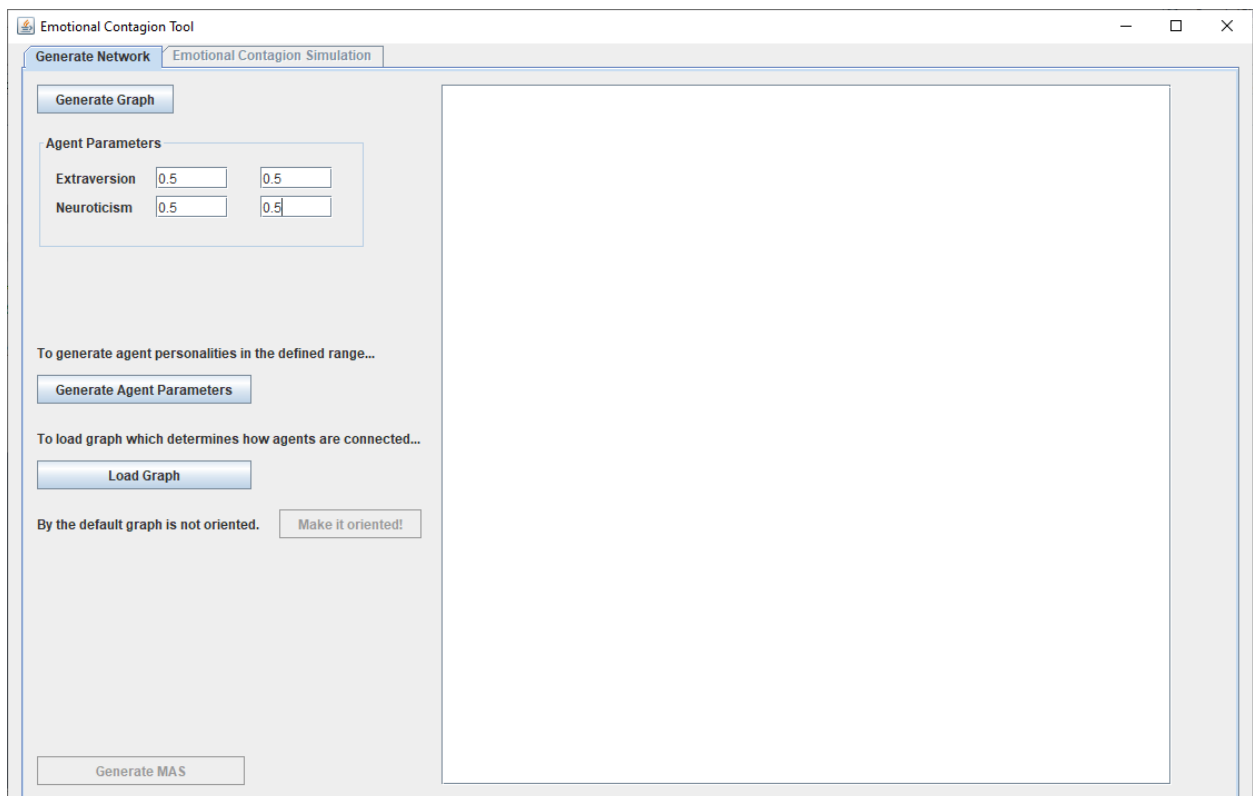 Emotional Contagion Tool
Generate Network Emotional Contagion Simulation
Generate Graph
Agent Parameters
Extraversion 0.5 0.5
Neuroticism 0.5 0.5
To generate agent personalities in the defined range...
Generate Agent Parameters
To load graph which determines how agents are connected...
Load Graph
By the default graph is not oriented. Make it oriented!
Generate MAS